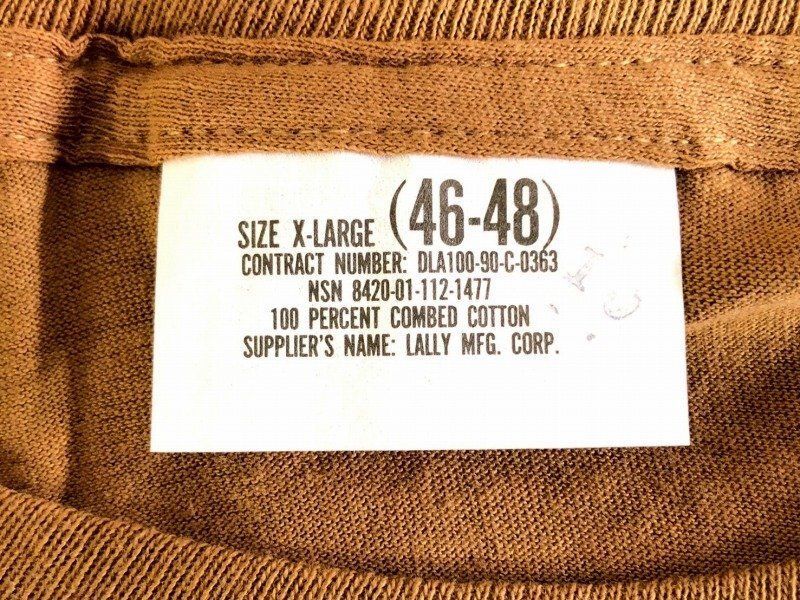 SIZE X-LARGE (46-48)
CONTRACT NUMBER: DLA100-90-C-0363
NSN 8420-01-112-1477
100 PERCENT COMBED COTTON
SUPPLIER'S NAME: LALLY MFG. CORP.